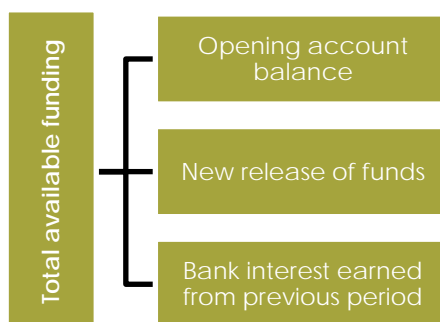 Total available funding
Opening account
balance
New release of funds
Bank interest earned
from previous period